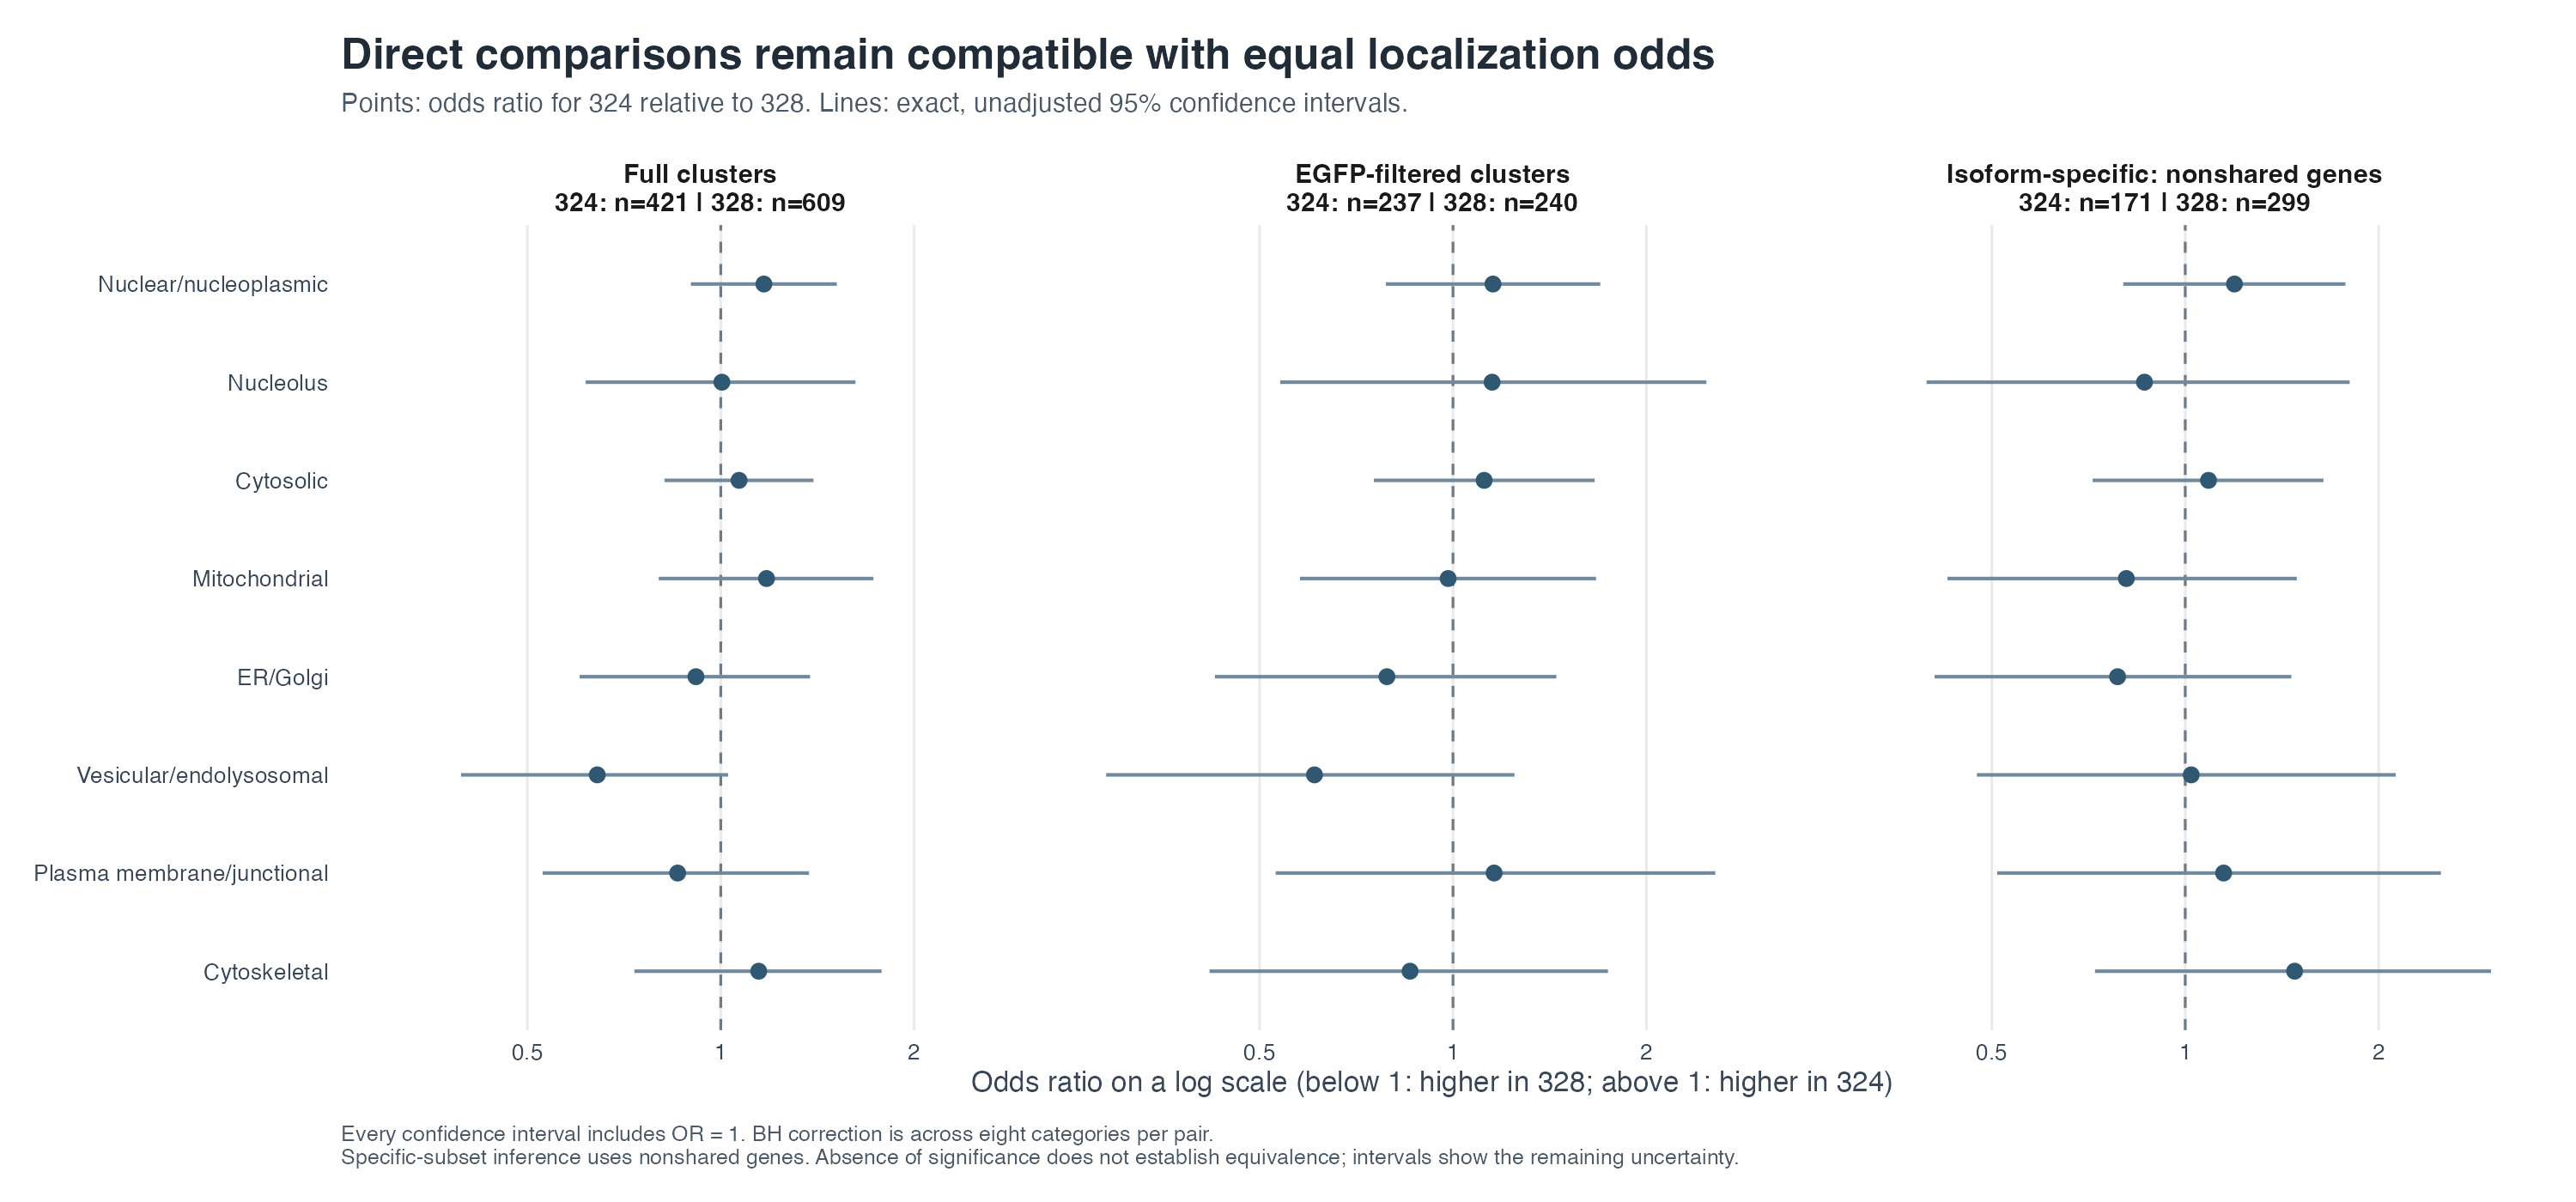 Direct comparisons remain compatible with equal localization odds
Points: odds ratio for 324 relative to 328. Lines: exact, unadjusted 95% confidence intervals.
Full clusters
324: n=421 | 328: n=609
EGFP-filtered clusters
324: n=237 | 328: n=240
Isoform-specific: nonshared genes
324: n=171 | 328: n=299
Nuclear/nucleoplasmic
Nucleolus
Cytosolic
Mitochondrial
ER/Golgi
Vesicular/endolysosomal
Plasma membrane/junctional
Cytoskeletal
0.5 1 2
0.5 1 2
0.5 1 2
Odds ratio on a log scale (below 1: higher in 328; above 1: higher in 324)
Every confidence interval includes OR = 1. BH correction is across eight categories per pair.
Specific-subset inference uses nonshared genes. Absence of significance does not establish equivalence; intervals show the remaining uncertainty.